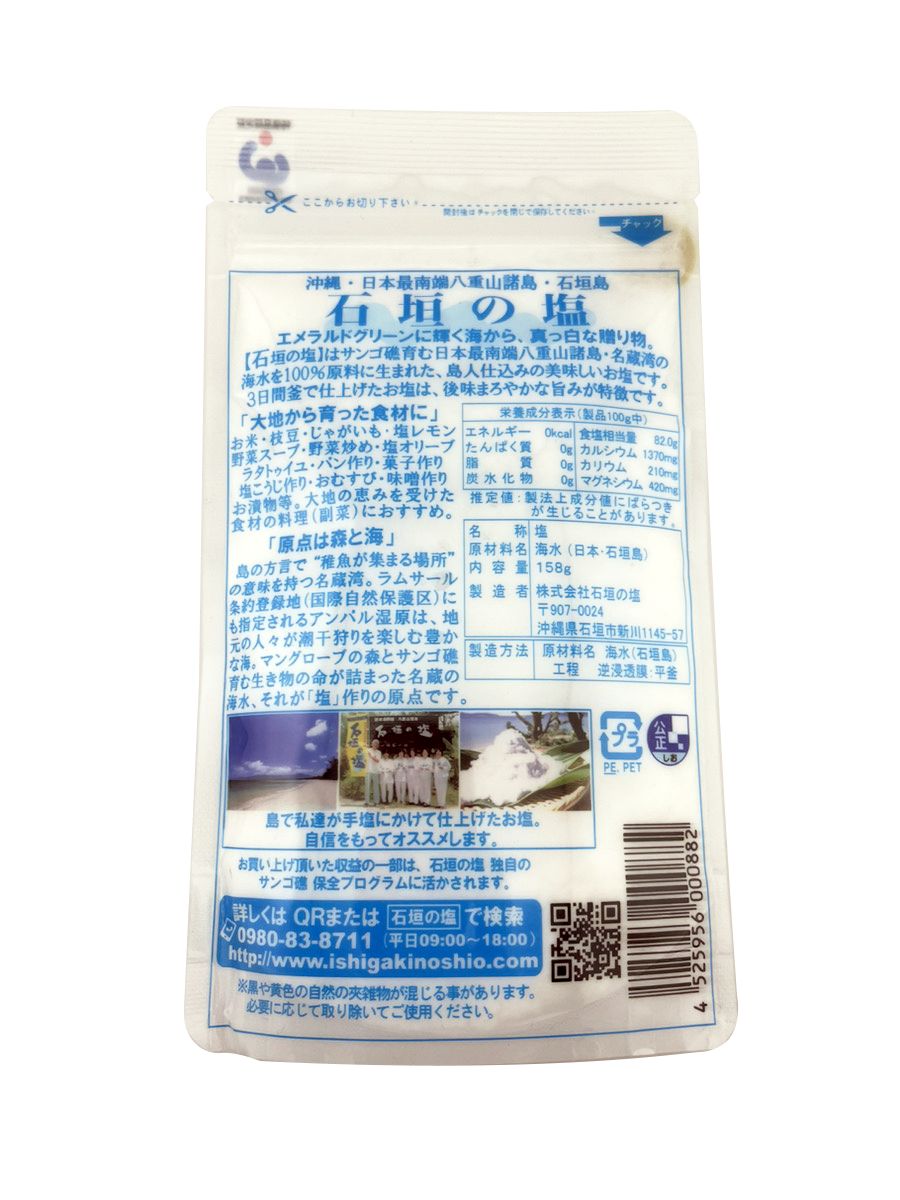 ここからお切り下さい。
開封後はチャックを閉じて保存してください。
チャック
沖縄・日本最南端八重山諸島・石垣島
石垣の塩
エメラルドグリーンに輝く海から、真っ白な贈り物。
【石垣の塩】はサンゴ礁育む日本最南端八重山諸島・名蔵湾の
海水を100%原料に生まれた、島人仕込みの美味しいお塩です。
3日間釜で仕上げたお塩は、後味まろやかな旨みが特徴です。
「大地から育った食材に」
お米・枝豆・じゃがいも・塩レモン
野菜スープ・野菜炒め・塩オリーブ
ラタトゥイユ・パン作り・菓子作り
塩こうじ作り・おむすび・味噌作り
お漬物等。大地の恵みを受けた
食材の料理(副菜)におすすめ。
「原点は森と海」
島の方言で“稚魚が集まる場所”
の意味を持つ名蔵湾。ラムサール
条約登録地(国際自然保護区)に
も指定されるアンパル湿原は、地
元の人々が潮干狩りを楽しむ豊か
な海。マングローブの森とサンゴ礁
育む生き物の命が詰まった名蔵の
海水、それが「塩」作りの原点です。
栄養成分表示(製品100g中)
エネルギー 0kcal 食塩相当量 82.0g
たんぱく質 0g カルシウム 1370mg
脂質 0g カリウム 210mg
炭水化物 0g マグネシウム 420mg
推定値：製法上成分値にばらつき
が生じることがあります。
名称 塩
原材料名 海水(日本・石垣島)
内容量 158g
製造者 株式会社石垣の塩
〒907-0024
沖縄県石垣市新川1145-57
製造方法 原材料名 海水(石垣島)
工程 逆浸透膜・平釜
石垣の塩
石垣の塩
プラ
PE. PET
公正
しお
島で私達が手塩にかけて仕上げたお塩。
自信をもってオススメします。
お買い上げ頂いた収益の一部は、石垣の塩 独自の
サンゴ礁 保全プログラムに活かされます。
詳しくは QRまたは 石垣の塩 で検索
0980-83-8711 (平日09:00〜18:00)
http://www.ishigakinoshio.com
※黒や黄色の自然の夾雑物が混じる事があります。
必要に応じて取り除いてご使用ください。
4 525956 000882